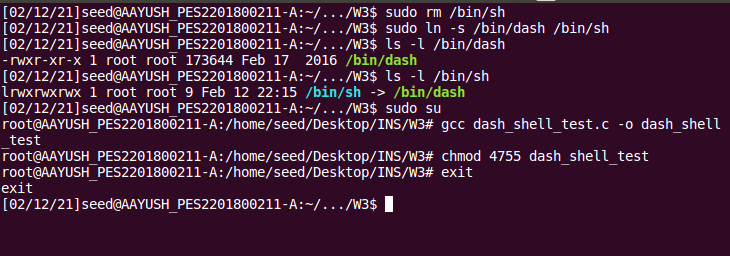 [02/12/21]seed@AAYUSH_PES2201800211-A:~/.../W3$ sudo rm /bin/sh
[02/12/21]seed@AAYUSH_PES2201800211-A:~/.../W3$ sudo ln -s /bin/dash /bin/sh
[02/12/21]seed@AAYUSH_PES2201800211-A:~/.../W3$ ls -l /bin/dash
-rwxr-xr-x 1 root root 173644 Feb 17  2016 /bin/dash
[02/12/21]seed@AAYUSH_PES2201800211-A:~/.../W3$ ls -l /bin/sh
lrwxrwxrwx 1 root root 9 Feb 12 22:15 /bin/sh -> /bin/dash
[02/12/21]seed@AAYUSH_PES2201800211-A:~/.../W3$ sudo su
root@AAYUSH_PES2201800211-A:/home/seed/Desktop/INS/W3# gcc dash_shell_test.c -o dash_shell
_test
root@AAYUSH_PES2201800211-A:/home/seed/Desktop/INS/W3# chmod 4755 dash_shell_test
root@AAYUSH_PES2201800211-A:/home/seed/Desktop/INS/W3# exit
exit
[02/12/21]seed@AAYUSH_PES2201800211-A:~/.../W3$